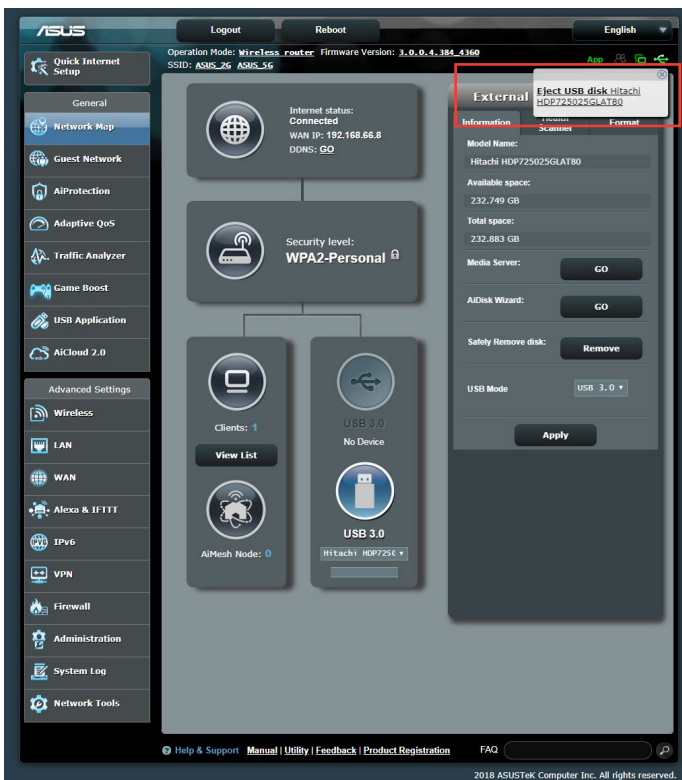 ASUS
Logout
Reboot
English
Quick Internet
Setup
Operation Mode: Wireless router Firmware Version: 3.0.0.4.384_4360
SSID: ASUS_2G ASUS_5G
App
General
Network Map
Guest Network
AiProtection
Adaptive QoS
Traffic Analyzer
Game Boost
USB Application
AiCloud 2.0
Advanced Settings
Wireless
LAN
WAN
Alexa & IFTTT
IPv6
VPN
Firewall
Administration
System Log
Network Tools
Internet status:
Connected
WAN IP: 192.168.66.8
DDNS: GO
Security level:
WPA2-Personal
Clients: 1
View List
AiMesh Node: 0
USB 3.0
No Device
USB 3.0
Hitachi HDP725
External
Eject USB disk Hitachi
HDP725025GLAT80
Information
Health
Scanner
Format
Model Name:
Hitachi HDP725025GLAT80
Available space:
232.749 GB
Total space:
232.883 GB
Media Server:
GO
AiDisk Wizard:
GO
Safely Remove disk:
Remove
USB Mode
USB 3.0
Apply
Help & Support Manual | Utility | Feedback | Product Registration
FAQ
2018 ASUSTeK Computer Inc. All rights reserved.